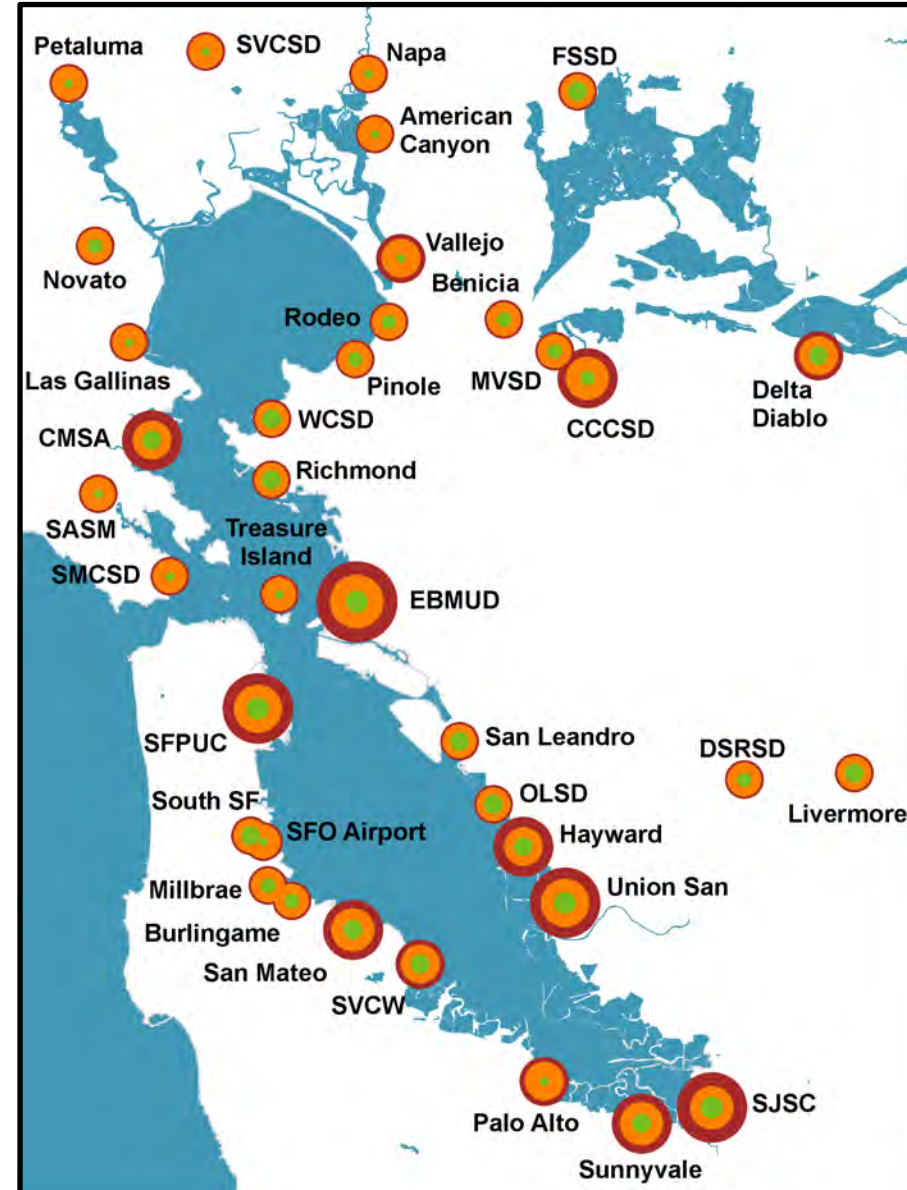 Petaluma
SVCSD
Napa
FSSD
American
Canyon
Novato
Vallejo
Benicia
Rodeo
Las Gallinas
Pinole
MVSD
Delta
Diablo
CCCSD
CMSA
WCSD
Richmond
SASM
Treasure
Island
SMCSD
EBMUD
SFPUC
San Leandro
DSRSD
Livermore
South SF
OLSD
SFO Airport
Hayward
Millbrae
Union San
Burlingame
San Mateo
SVCW
Palo Alto
SJSC
Sunnyvale